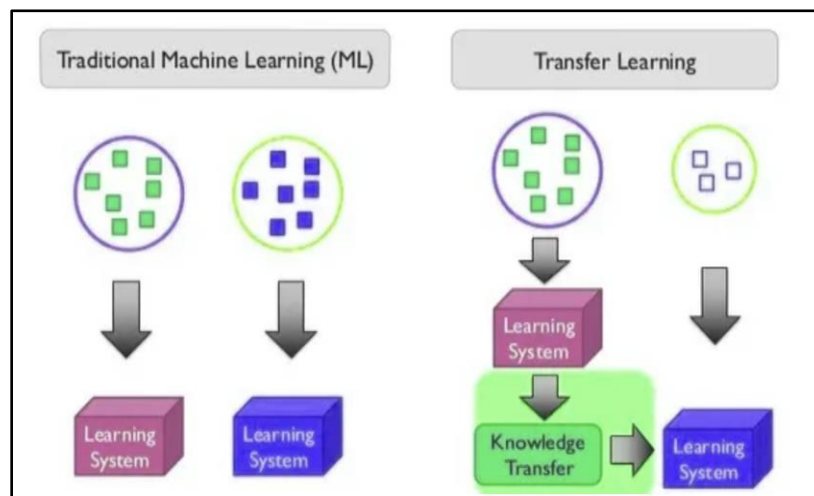 Traditional Machine Learning (ML)
Transfer Learning
Learning
System
Learning
System
Learning
System
Knowledge
Transfer
Learning
System